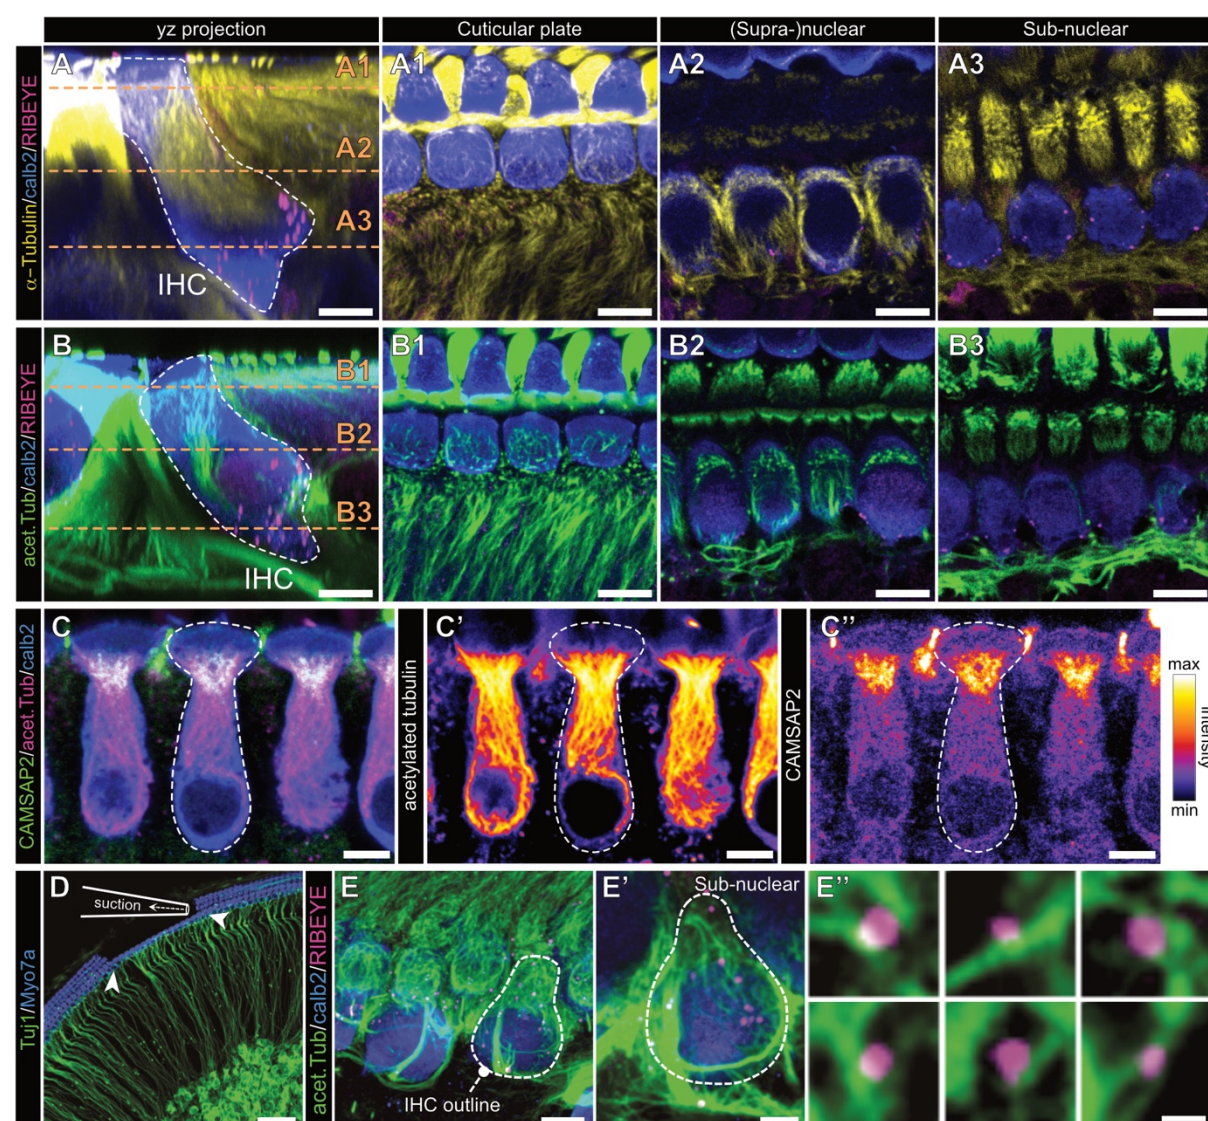 yz projection
Cuticular plate
(Supra-)nuclear
Sub-nuclear
α-Tubulin/calb2/RIBEYE
A
A1
A2
A3
IHC
A1
A2
A3
acet.Tub/calb2/RIBEYE
B
B1
B2
B3
IHC
B1
B2
B3
CAMSAP2/acet.Tub/calb2
C
acetylated tubulin
C'
CAMSAP2
C''
max
Intensity
min
Tuj1/Myo7a
D
suction
acet.Tub/calb2/RIBEYE
E
IHC outline
E'
Sub-nuclear
E''